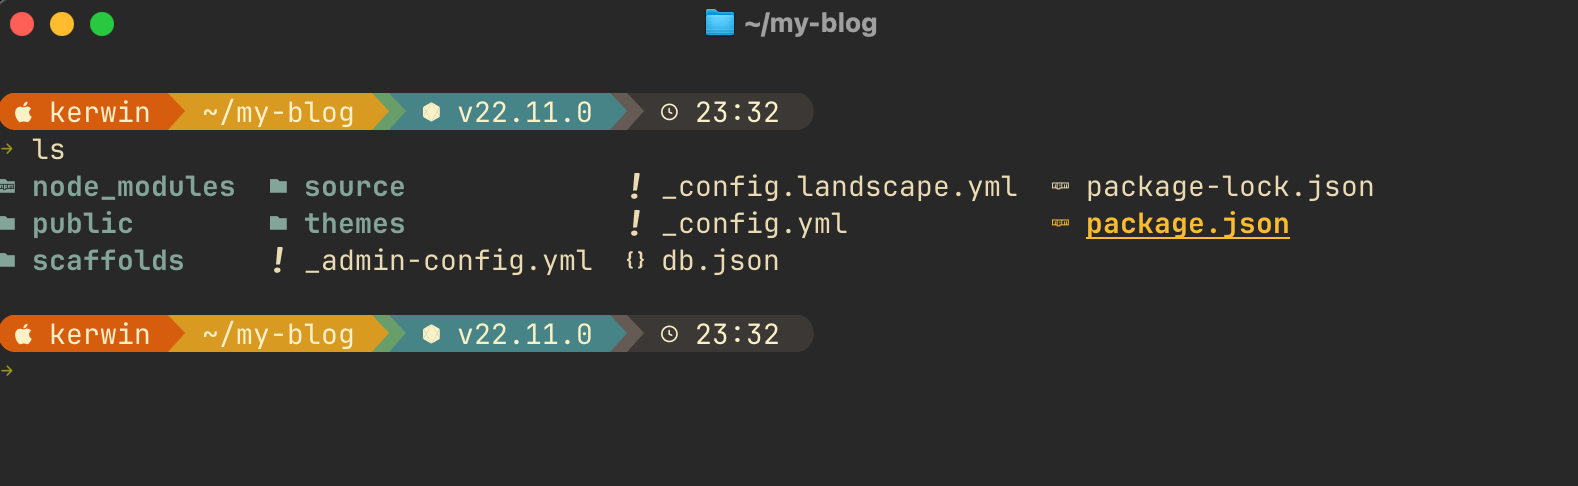 ~/my-blog
kerwin ~/my-blog v22.11.0 23:32
→ ls
node_modules source ! _config.landscape.yml package-lock.json
public themes ! _config.yml package.json
scaffolds ! _admin-config.yml {} db.json
kerwin ~/my-blog v22.11.0 23:32
→